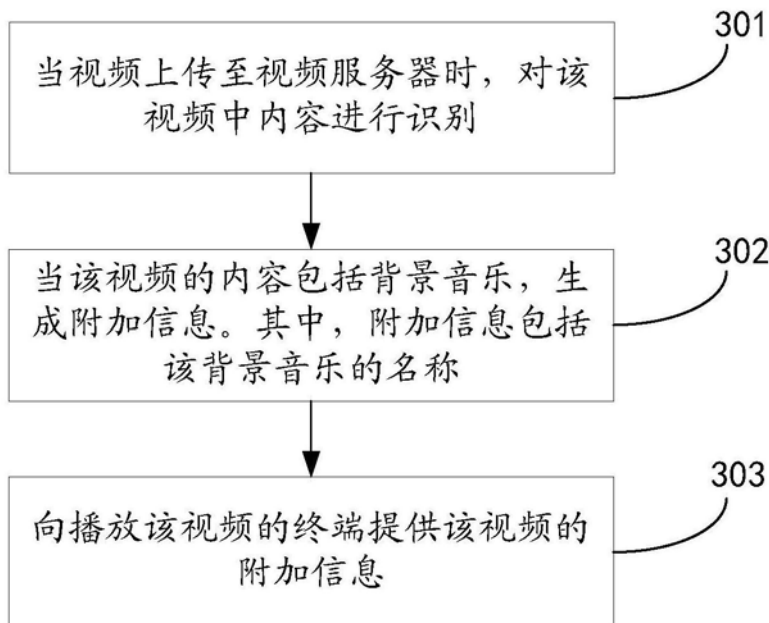 301
当视频上传至视频服务器时，对该
视频中内容进行识别
302
当该视频的内容包括背景音乐，生
成附加信息。其中，附加信息包括
该背景音乐的名称
303
向播放该视频的终端提供该视频的
附加信息